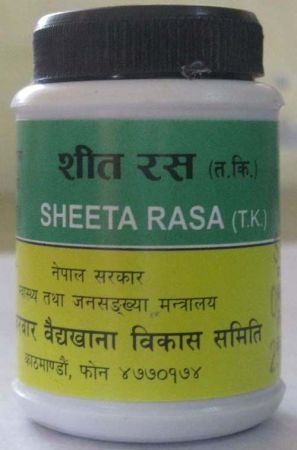 शीत रस (त.कि.)
SHEETA RASA (T.K.)
नेपाल सरकार
स्वास्थ्य तथा जनसङ्ख्या मन्त्रालय
वैद्यखाना विकास समिति
काठमाण्डौं, फोन ४७७०१७४